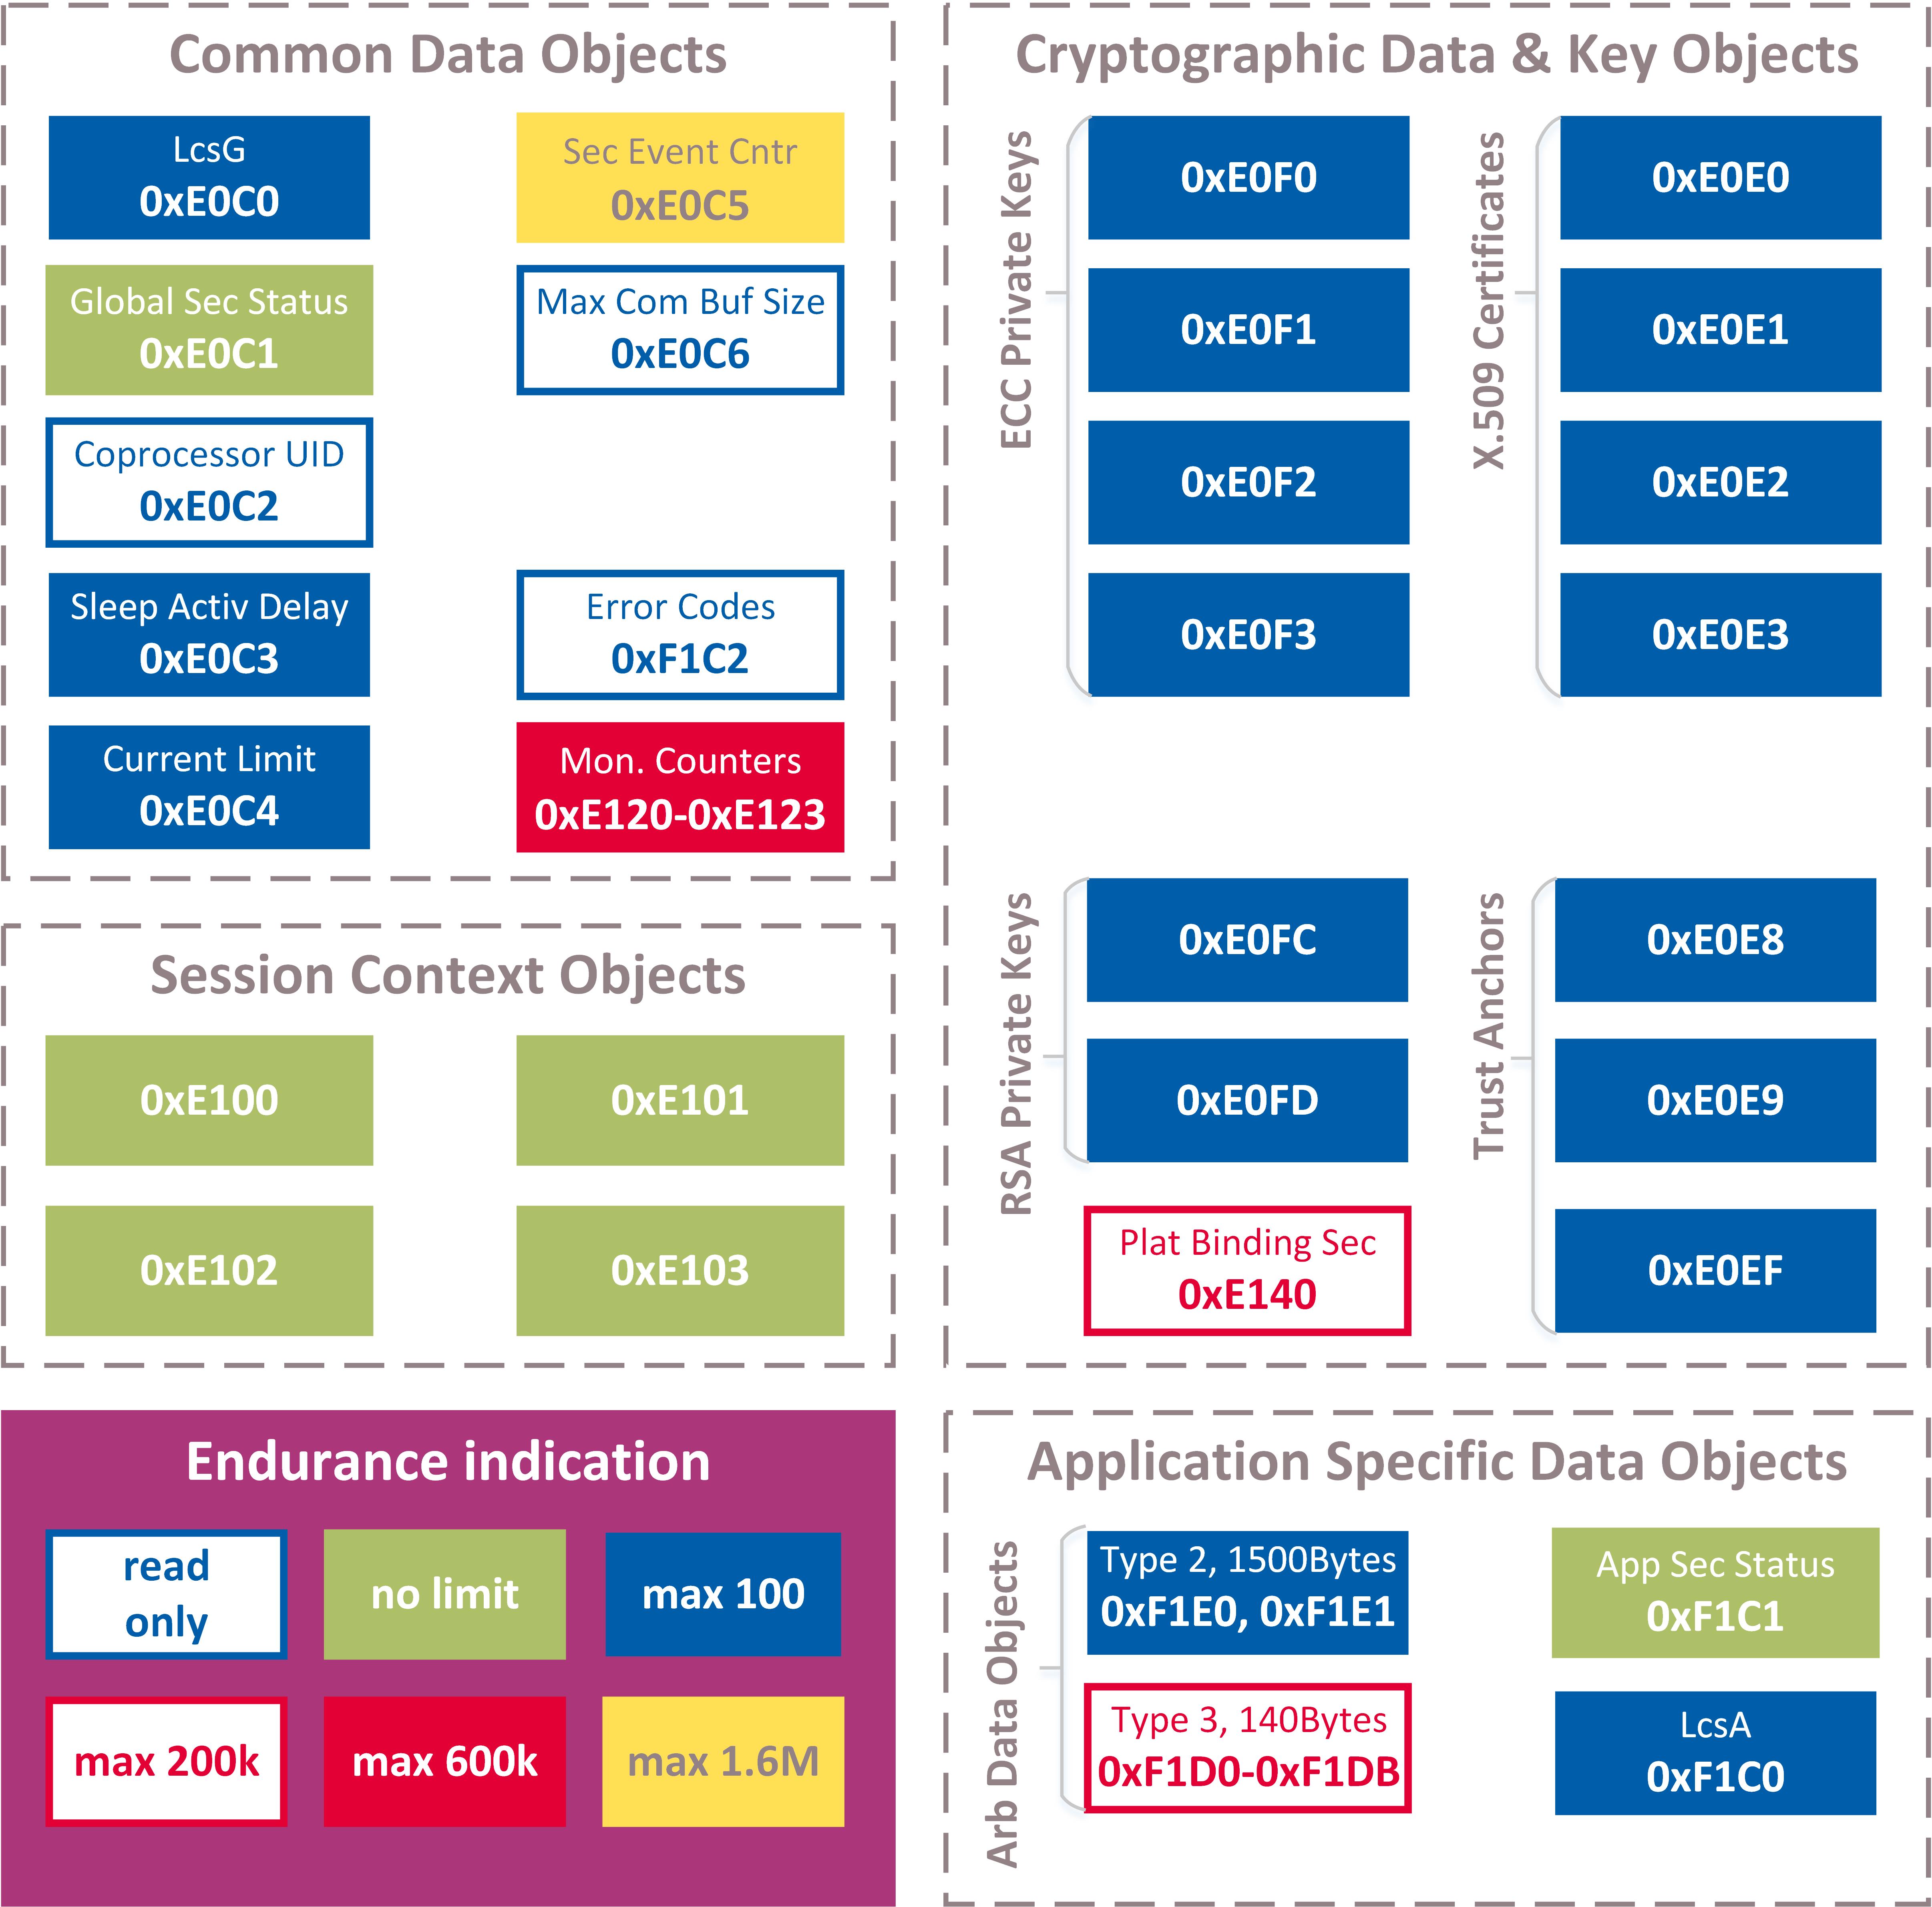 Common Data Objects
LcsG
0xE0C0
Sec Event Cntr
0xE0C5
Global Sec Status
0xE0C1
Max Com Buf Size
0xE0C6
Coprocessor UID
0xE0C2
Sleep Activ Delay
0xE0C3
Error Codes
0xF1C2
Current Limit
0xE0C4
Mon. Counters
0xE120-0xE123
Session Context Objects
0xE100
0xE101
0xE102
0xE103
Endurance indication
read
only
no limit
max 100
max 200k
max 600k
max 1.6M
Cryptographic Data & Key Objects
ECC Private Keys
0xE0F0
0xE0F1
0xE0F2
0xE0F3
X.509 Certificates
0xE0E0
0xE0E1
0xE0E2
0xE0E3
RSA Private Keys
0xE0FC
0xE0FD
Plat Binding Sec
0xE140
Trust Anchors
0xE0E8
0xE0E9
0xE0EF
Application Specific Data Objects
Arb Data Objects
Type 2, 1500Bytes
0xF1E0, 0xF1E1
Type 3, 140Bytes
0xF1D0-0xF1DB
App Sec Status
0xF1C1
LcsA
0xF1C0